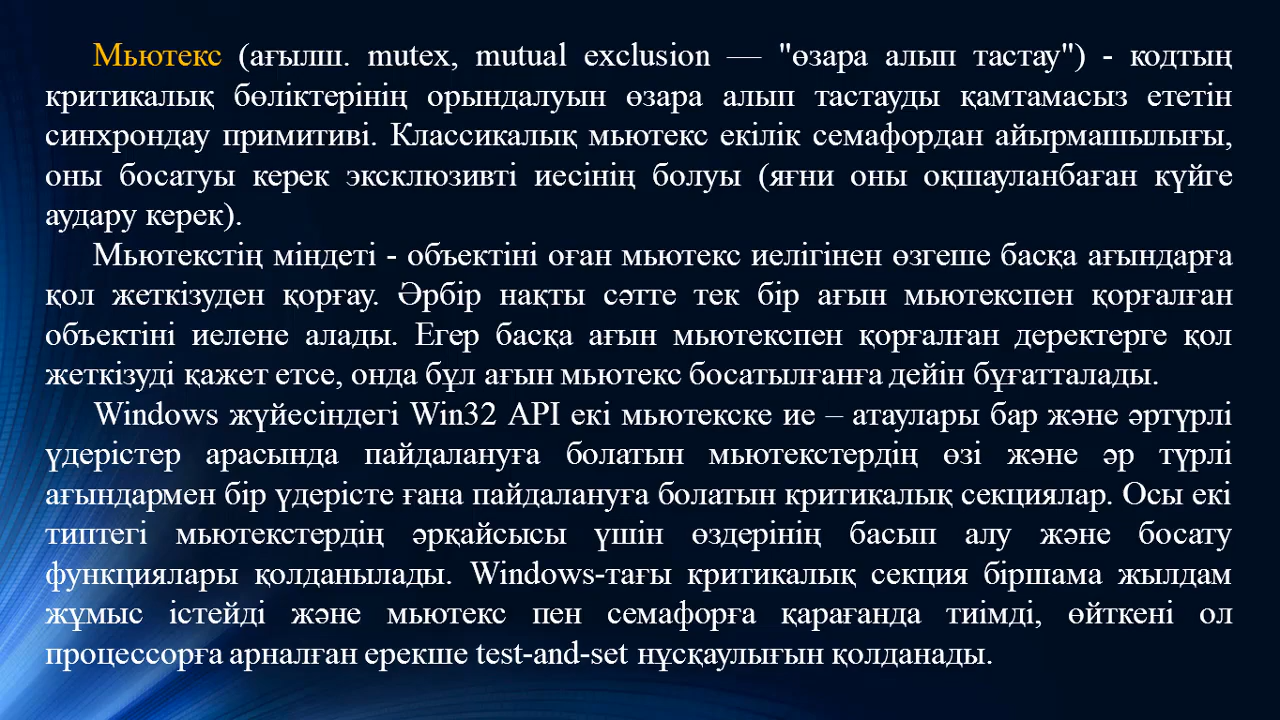 Мьютекс (ағылш. mutex, mutual exclusion — "өзара алып тастау") - кодтың
критикалық бөліктерінің орындалуын өзара алып тастауды қамтамасыз ететін
синхрондау примитиві. Классикалық мьютекс екілік семафордан айырмашылығы,
оны босатуы керек эксклюзивті иесінің болуы (яғни оны оқшауланбаған күйге
аудару керек).
Мьютекстің міндеті - объектіні оған мьютекс иелігінен өзгеше басқа ағындарға
қол жеткізуден қорғау. Әрбір нақты сәтте тек бір ағын мьютекспен қорғалған
объектіні иелене алады. Егер басқа ағын мьютекспен қорғалған деректерге қол
жеткізуді қажет етсе, онда бұл ағын мьютекс босатылғанға дейін бұғатталады.
Windows жүйесіндегі Win32 API екі мьютекске ие – атаулары бар және әртүрлі
үдерістер арасында пайдалануға болатын мьютекстердің өзі және әр түрлі
ағындармен бір үдерісте ғана пайдалануға болатын критикалық секциялар. Осы екі
типтегі мьютекстердің әрқайсысы үшін өздерінің басып алу және босату
функциялары қолданылады. Windows-тағы критикалық секция біршама жылдам
жұмыс істейді және мьютекс пен семафорға қарағанда тиімді, өйткені ол
процессорға арналған ерекше test-and-set нұсқаулығын қолданады.